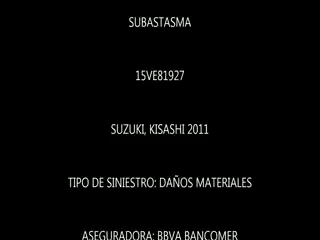 SUBASTASMA
15VE81927
SUZUKI, KISASHI 2011
TIPO DE SINIESTRO: DAÑOS MATERIALES
ASEGURADORA: BBVA BANCOMER